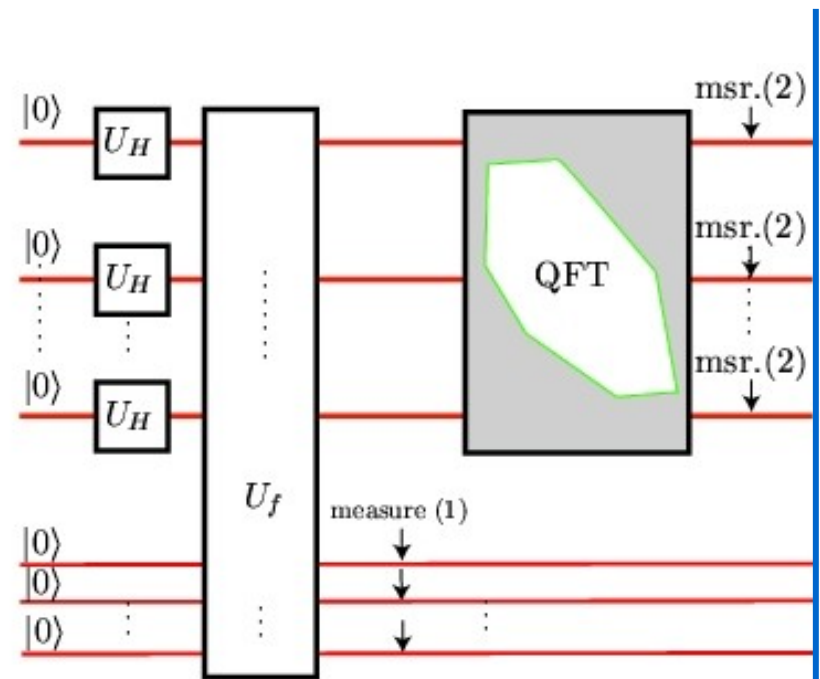 msr.(2)
|0⟩
U_H
|0⟩
U_H
msr.(2)
QFT
|0⟩
U_H
msr.(2)
U_f
measure (1)
|0⟩
|0⟩
|0⟩